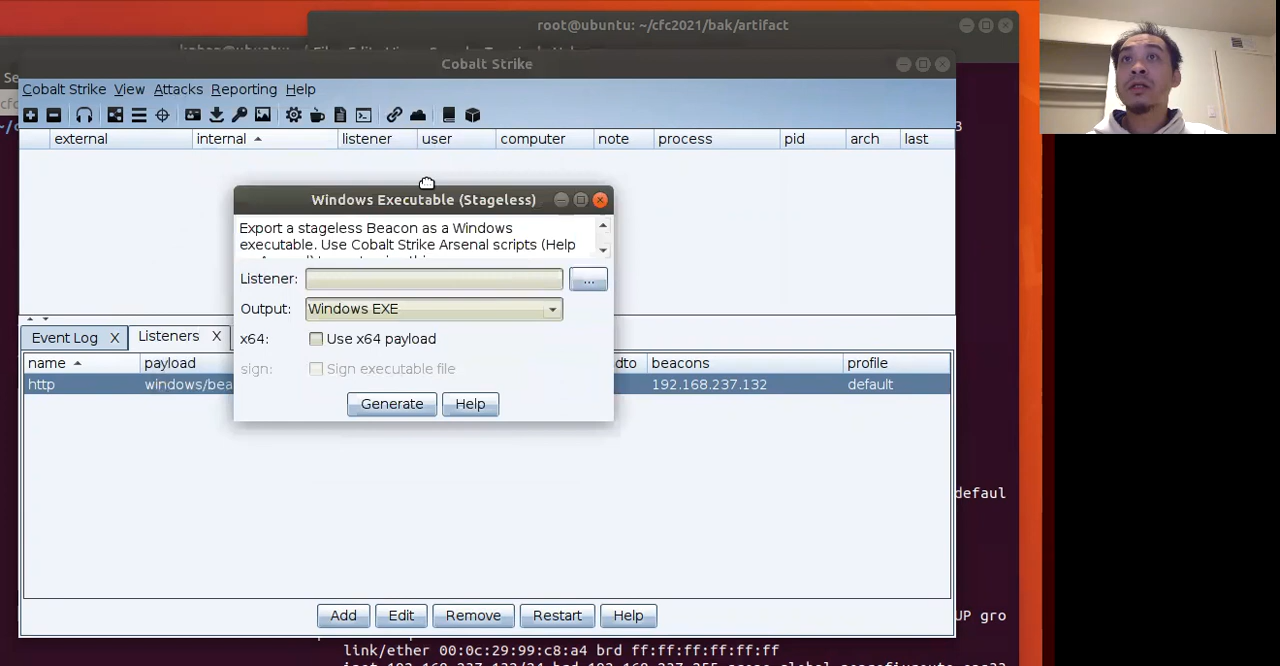 root@ubuntu: ~/cfc2021/bak/artifact
Cobalt Strike
Cobalt Strike View Attacks Reporting Help
external internal listener user computer note process pid arch last
Windows Executable (Stageless)
Export a stageless Beacon as a Windows
executable. Use Cobalt Strike Arsenal scripts (Help
Listener: ...
Output: Windows EXE
x64: Use x64 payload
sign: Sign executable file
Generate Help
Event Log X Listeners X
name payload dto beacons profile
http windows/bea 192.168.237.132 default
defaul
Add Edit Remove Restart Help
UP gro
link/ether 00:0c:29:99:c8:a4 brd ff:ff:ff:ff:ff:ff